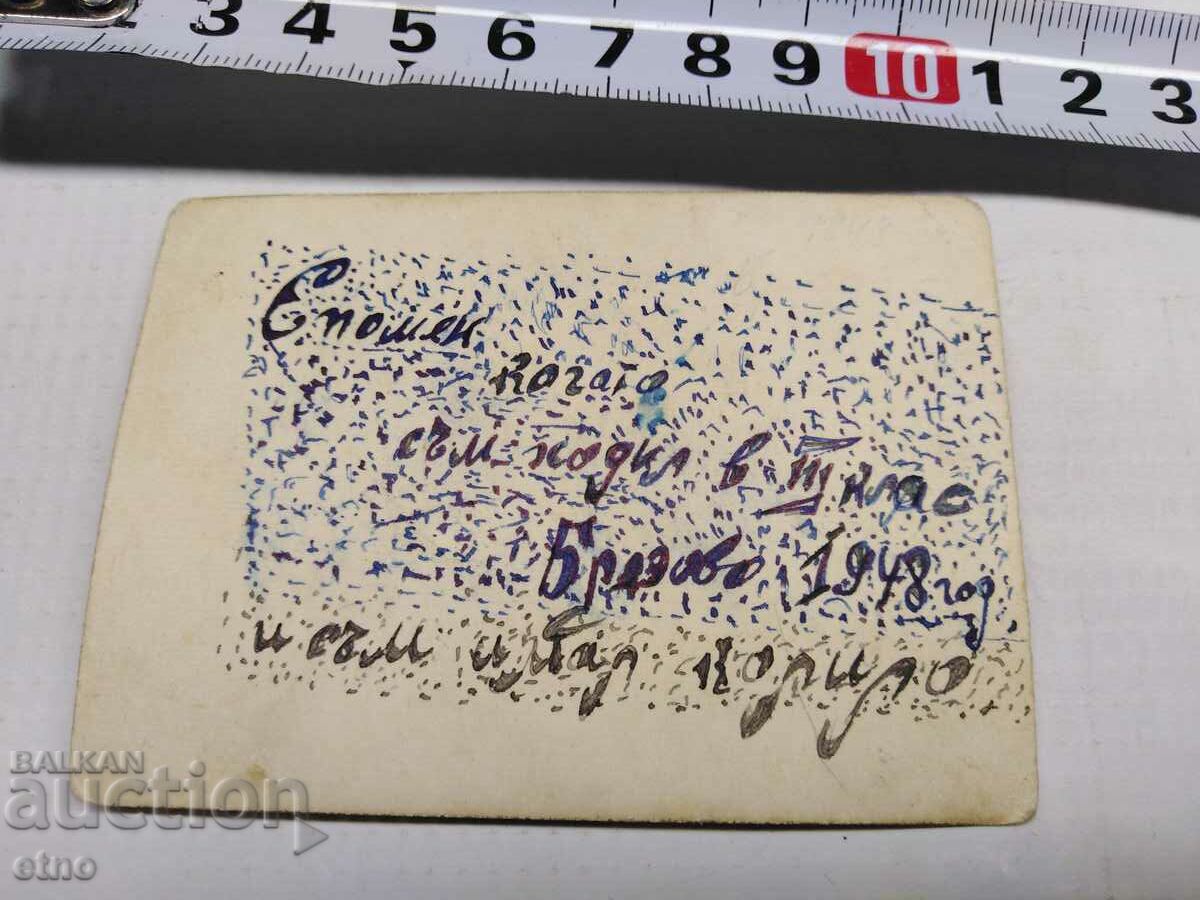 3 4 5 6 7 8 9 10 1 2 3
Спомен
когато
съм ходил в III клас
Брезово 1948 год
и съм играл
BALKAN
auction
etno